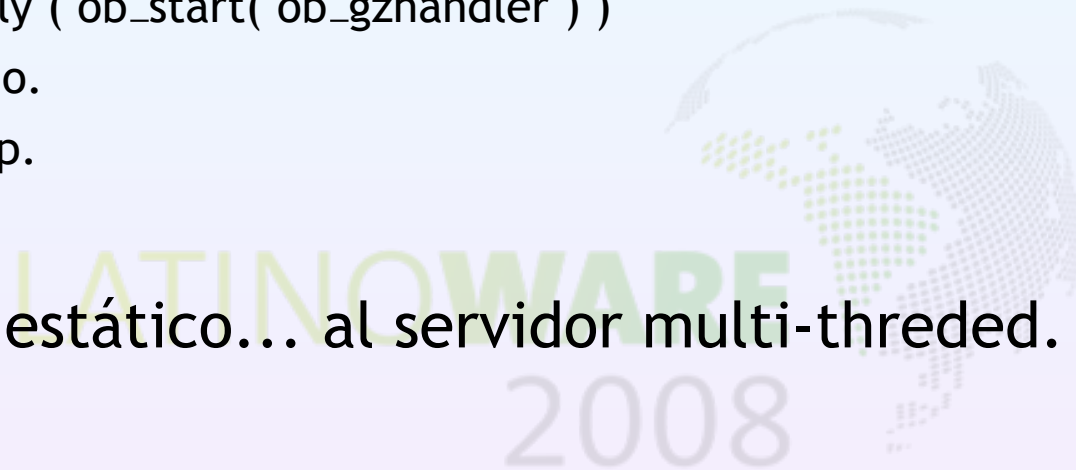 ly ( ob_start( ob_gzhandler ) )
o.
p.
LATINOWARE
estático... al servidor multi-threded.
2008